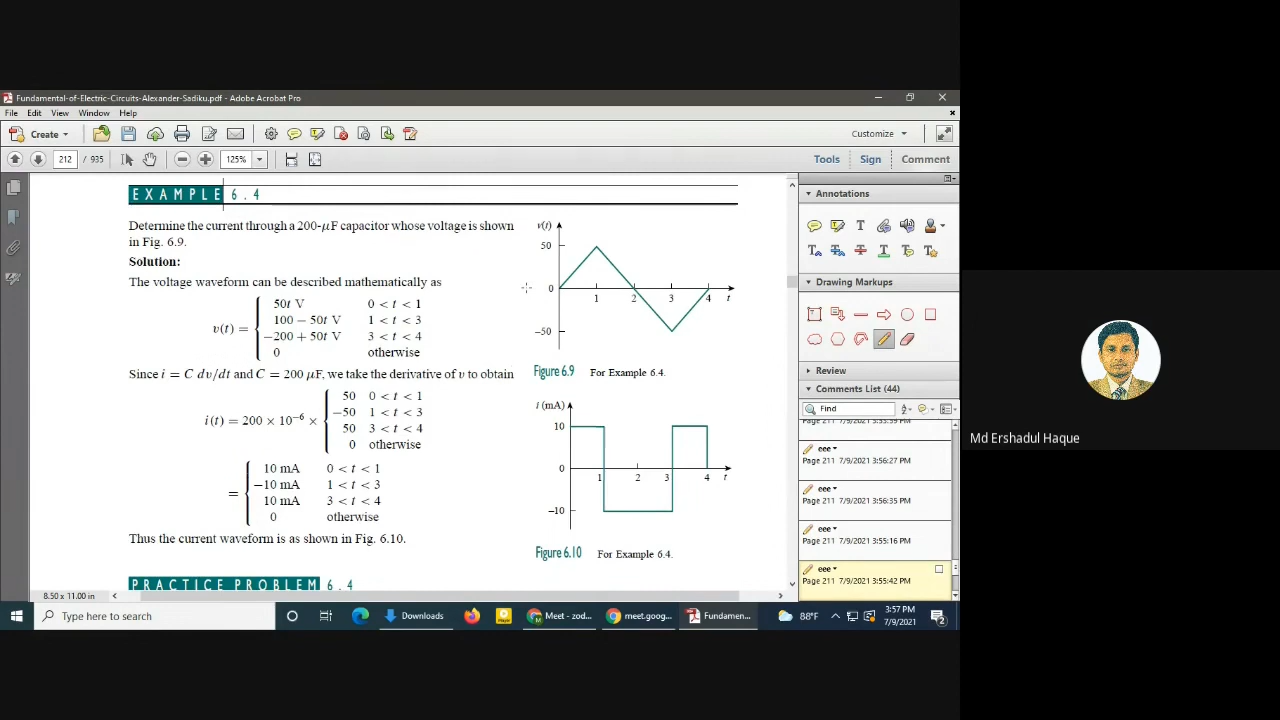 Fundamental-of-Electric-Circuits-Alexander-Sadiku.pdf - Adobe Acrobat Pro
File Edit View Window Help
Create
Customize
212 / 935
125%
Tools Sign Comment
EXAMPLE 6.4
Determine the current through a 200-μF capacitor whose voltage is shown
in Fig. 6.9.
Solution:
The voltage waveform can be described mathematically as
v(t) = { 50t V 0 < t < 1
100 − 50t V 1 < t < 3
−200 + 50t V 3 < t < 4
0 otherwise
Since i = C dv/dt and C = 200 μF, we take the derivative of v to obtain
i(t) = 200 × 10⁻⁶ × { 50 0 < t < 1
−50 1 < t < 3
50 3 < t < 4
0 otherwise
= { 10 mA 0 < t < 1
−10 mA 1 < t < 3
10 mA 3 < t < 4
0 otherwise
Thus the current waveform is as shown in Fig. 6.10.
PRACTICE PROBLEM 6.4
v(t)
50
0
−50
1 2 3 4 t
Figure 6.9 For Example 6.4.
i (mA)
10
0
−10
1 2 3 4 t
Figure 6.10 For Example 6.4.
8.50 x 11.00 in
Annotations
Drawing Markups
Review
Comments List (44)
Find
Page 211 7/9/2021 3:53:59 PM
eee
Page 211 7/9/2021 3:56:27 PM
eee
Page 211 7/9/2021 3:56:35 PM
eee
Page 211 7/9/2021 3:55:16 PM
eee
Page 211 7/9/2021 3:55:42 PM
Md Ershadul Haque
Type here to search
Downloads
Meet - zod...
meet.goog...
Fundamen...
88°F
3:57 PM
7/9/2021
2